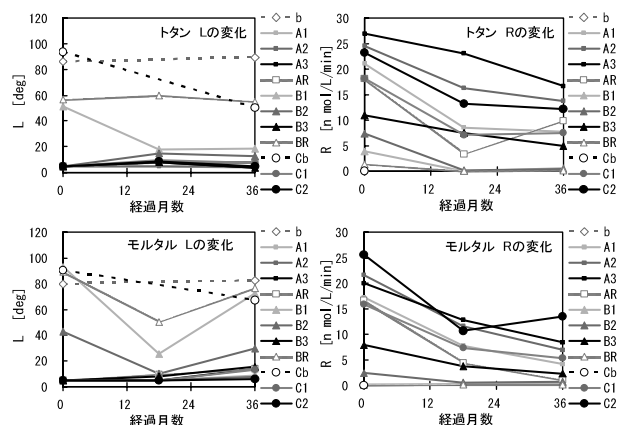 トタン Lの変化
120
100
80
60
40
20
0
L [deg]
0 12 24 36
経過月数
b
A1
A2
A3
AR
B1
B2
B3
BR
Cb
C1
C2
トタン Rの変化
30
25
20
15
10
5
0
R [n mol/L/min]
0 12 24 36
経過月数
b
A1
A2
A3
AR
B1
B2
B3
BR
Cb
C1
C2
モルタル Lの変化
120
100
80
60
40
20
0
L [deg]
0 12 24 36
経過月数
b
A1
A2
A3
AR
B1
B2
B3
BR
Cb
C1
C2
モルタル Rの変化
30
25
20
15
10
5
0
R [n mol/L/min]
0 12 24 36
経過月数
b
A1
A2
A3
AR
B1
B2
B3
BR
Cb
C1
C2